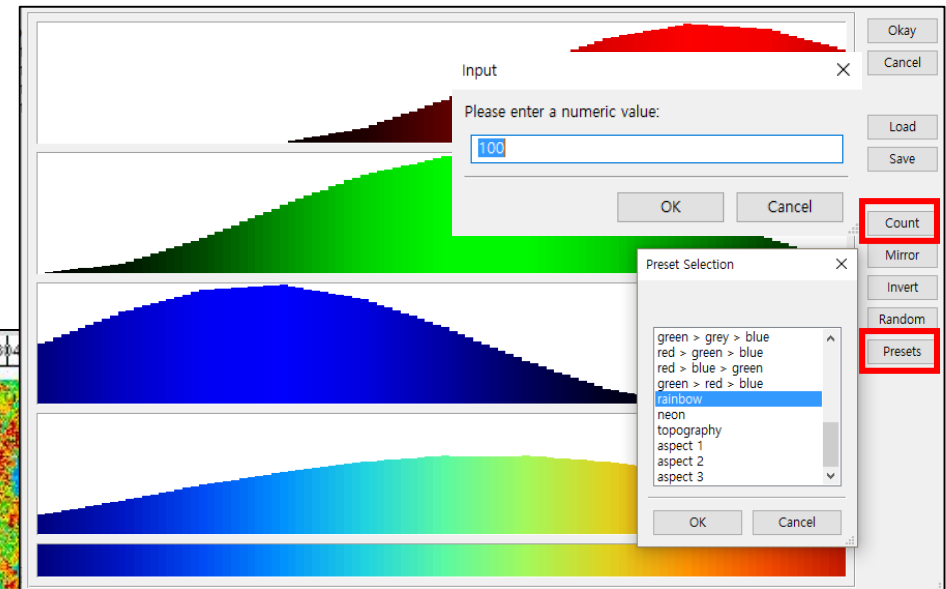 Okay
Cancel
Load
Save
Count
Mirror
Invert
Random
Presets
Input
Please enter a numeric value:
100
OK
Cancel
Preset Selection
green > grey > blue
red > green > blue
red > blue > green
green > red > blue
rainbow
neon
topography
aspect 1
aspect 2
aspect 3
OK
Cancel